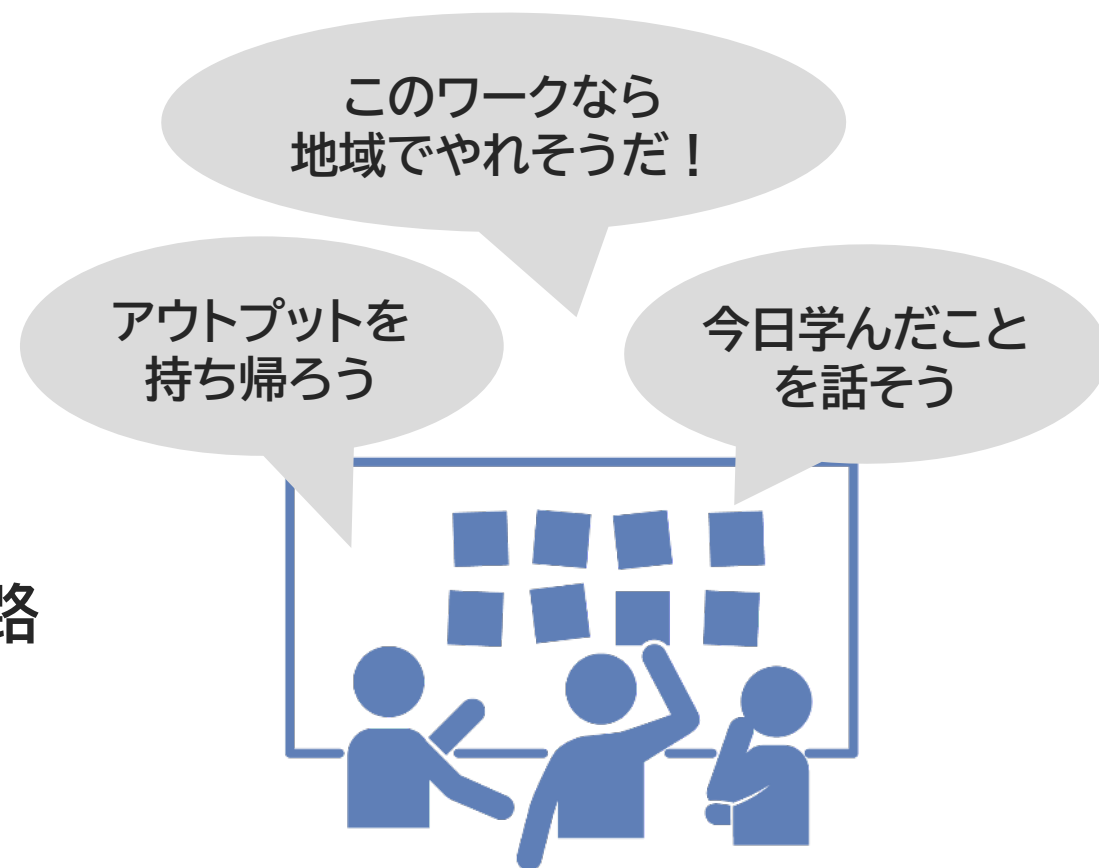 このワークなら
地域でやれそうだ！
アウトプットを
持ち帰ろう
今日学んだこと
を話そう